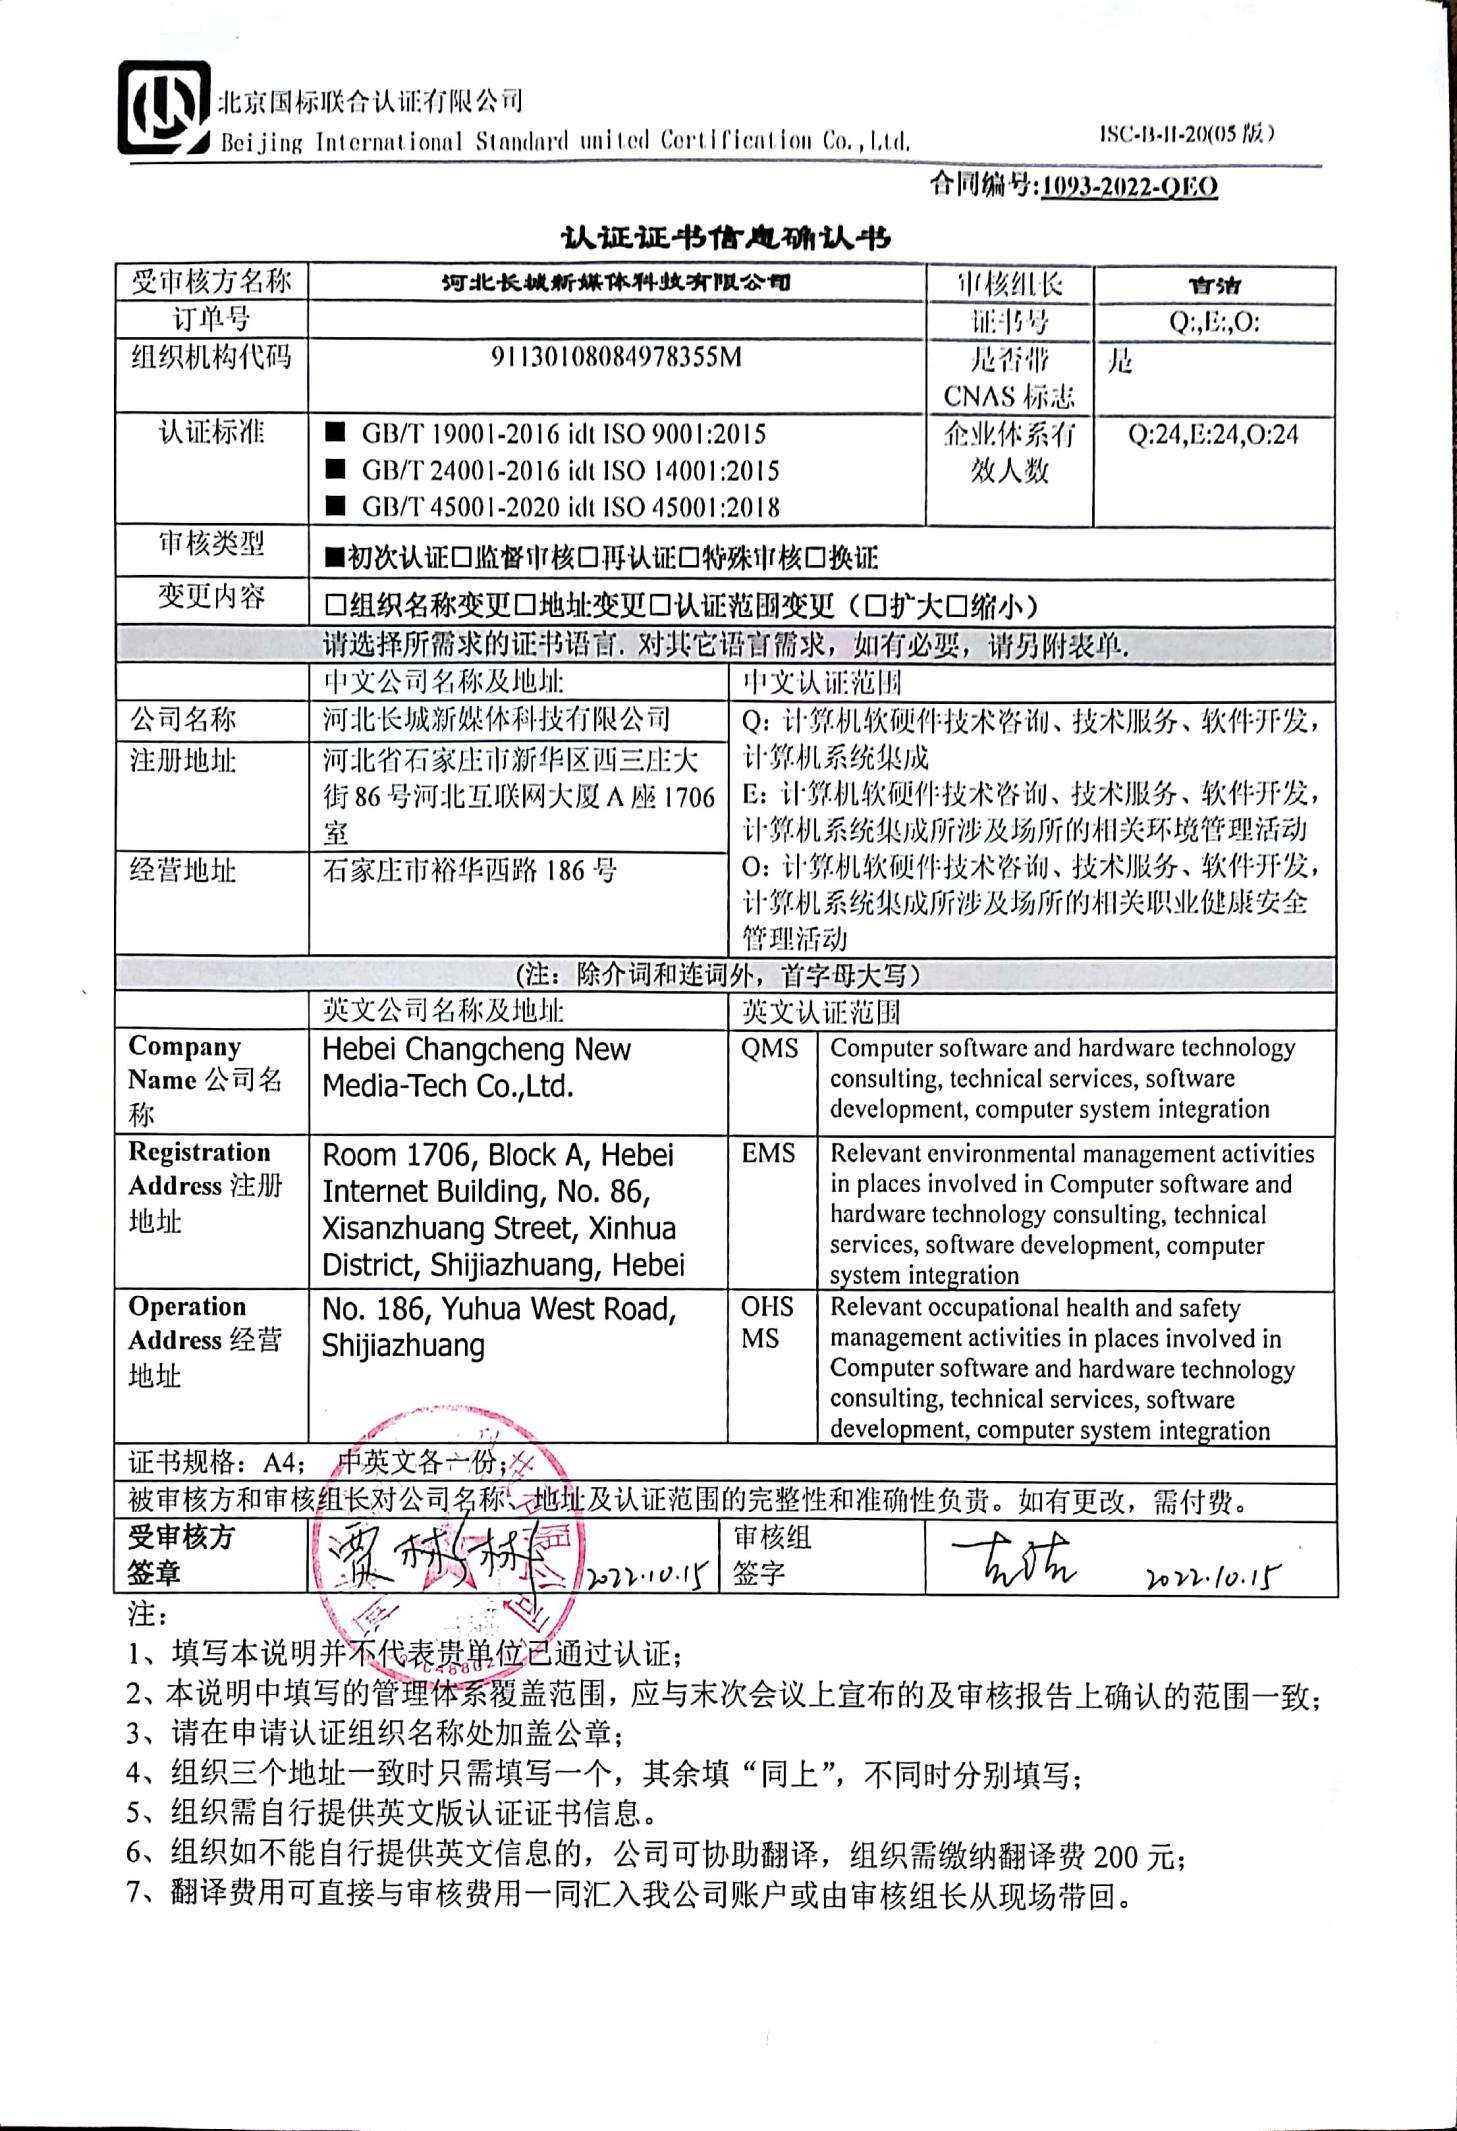 北京国标联合认证有限公司
Beijing International Standard united Certification Co.,Ltd.
ISC-B-II-20(05版)
合同编号:1093-2022-QEO
认证证书信息确认书
受审核方名称 河北长城新媒体科技有限公司 审核组长 吉洁
订单号 证书号 Q:,E:,O:
组织机构代码 91130108084978355M 是否带 是
CNAS 标志
认证标准 ■ GB/T 19001-2016 idt ISO 9001:2015 企业体系有 Q:24,E:24,O:24
■ GB/T 24001-2016 idt ISO 14001:2015 效人数
■ GB/T 45001-2020 idt ISO 45001:2018
审核类型 ■初次认证□监督审核□再认证□特殊审核□换证
变更内容 □组织名称变更□地址变更□认证范围变更（□扩大□缩小）
请选择所需求的证书语言. 对其它语言需求，如有必要，请另附表单.
中文公司名称及地址 中文认证范围
公司名称 河北长城新媒体科技有限公司
注册地址 河北省石家庄市新华区西三庄大
街 86 号河北互联网大厦 A 座 1706
室
经营地址 石家庄市裕华西路 186 号
Q: 计算机软硬件技术咨询、技术服务、软件开发，
计算机系统集成
E: 计算机软硬件技术咨询、技术服务、软件开发，
计算机系统集成所涉及场所的相关环境管理活动
O: 计算机软硬件技术咨询、技术服务、软件开发，
计算机系统集成所涉及场所的相关职业健康安全
管理活动
(注：除介词和连词外，首字母大写）
英文公司名称及地址 英文认证范围
Company
Name 公司名
称
Hebei Changcheng New
Media-Tech Co.,Ltd.
QMS
Computer software and hardware technology
consulting, technical services, software
development, computer system integration
Registration
Address 注册
地址
Room 1706, Block A, Hebei
Internet Building, No. 86,
Xisanzhuang Street, Xinhua
District, Shijiazhuang, Hebei
EMS
Relevant environmental management activities
in places involved in Computer software and
hardware technology consulting, technical
services, software development, computer
system integration
Operation
Address 经营
地址
No. 186, Yuhua West Road,
Shijiazhuang
OHS
MS
Relevant occupational health and safety
management activities in places involved in
Computer software and hardware technology
consulting, technical services, software
development, computer system integration
证书规格：A4； 中英文各一份；
被审核方和审核组长对公司名称、地址及认证范围的完整性和准确性负责。如有更改，需付费。
受审核方
签章
贾林林 2022.10.15
审核组
签字
吉洁 2022.10.15
注：
1、填写本说明并不代表贵单位已通过认证；
2、本说明中填写的管理体系覆盖范围，应与末次会议上宣布的及审核报告上确认的范围一致；
3、请在申请认证组织名称处加盖公章；
4、组织三个地址一致时只需填写一个，其余填“同上”，不同时分别填写；
5、组织需自行提供英文版认证证书信息。
6、组织如不能自行提供英文信息的，公司可协助翻译，组织需缴纳翻译费 200 元；
7、翻译费用可直接与审核费用一同汇入我公司账户或由审核组长从现场带回。